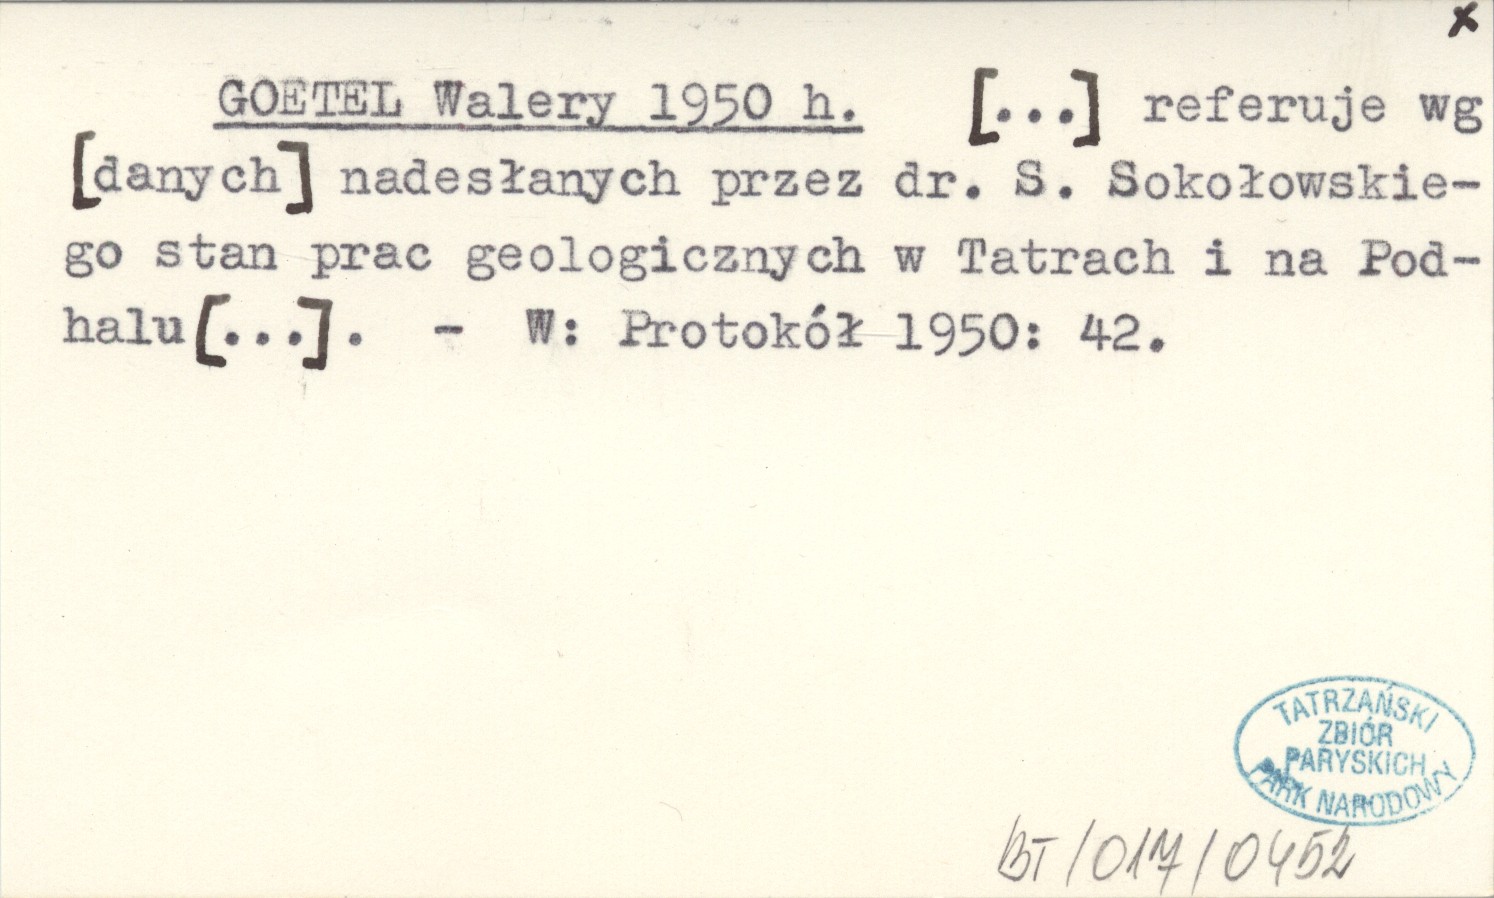 x
GOETEL Walery 1950 h. [...] referuje wg
[danych] nadesłanych przez dr. S. Sokołowskie-
go stan prac geologicznych w Tatrach i na Pod-
halu[...]. - W: Protokół 1950: 42.
TATRZAŃSKI
ZBIÓR
PARYSKICH
PARK NARODOWY
BT/017/0452